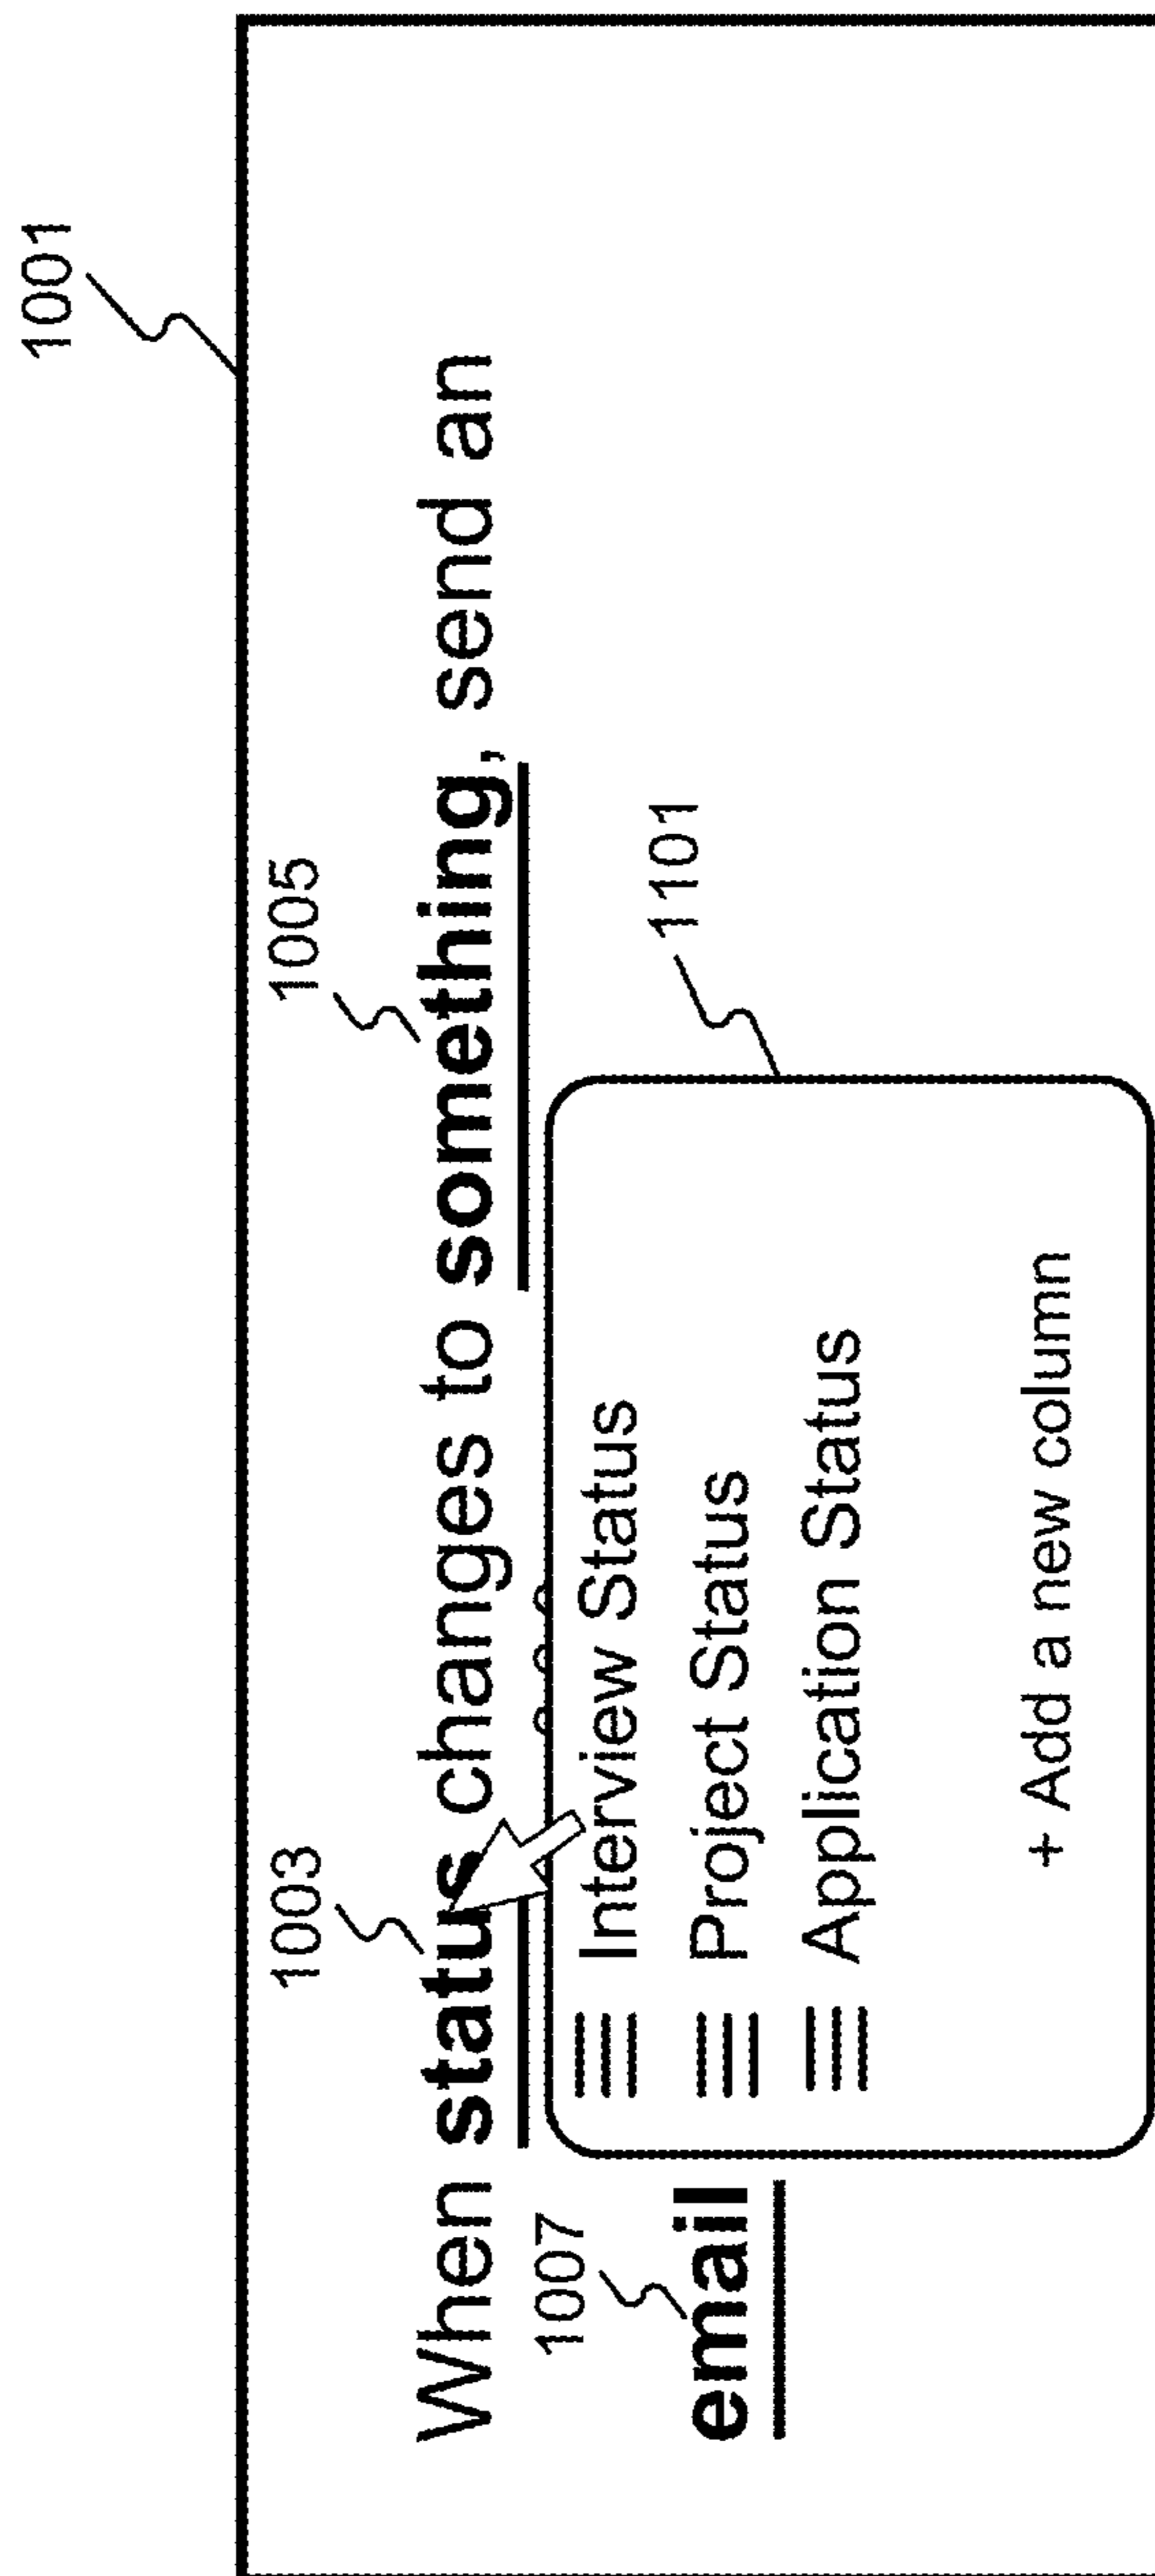 1001
1003
1005
When status changes to something, send an
1007
email
1101
Interview Status
Project Status
Application Status
+ Add a new column